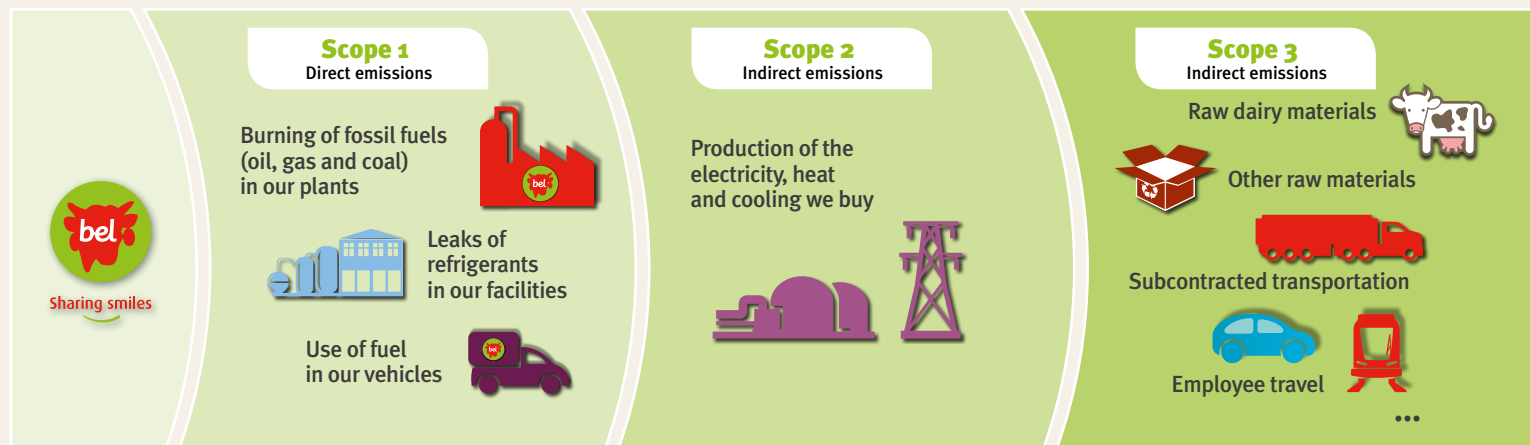 bel
Sharing smiles
Scope 1
Direct emissions
Burning of fossil fuels
(oil, gas and coal)
in our plants
bel
Leaks of
refrigerants
in our facilities
Use of fuel
in our vehicles
bel
Scope 2
Indirect emissions
Production of the
electricity, heat
and cooling we buy
Scope 3
Indirect emissions
Raw dairy materials
Other raw materials
Subcontracted transportation
Employee travel
...